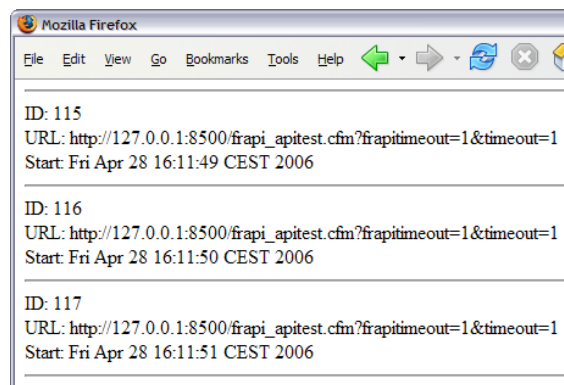 Mozilla Firefox
File Edit View Go Bookmarks Tools Help
ID: 115
URL: http://127.0.0.1:8500/frapi_apitest.cfm?frapitimeout=1&timeout=1
Start: Fri Apr 28 16:11:49 CEST 2006
ID: 116
URL: http://127.0.0.1:8500/frapi_apitest.cfm?frapitimeout=1&timeout=1
Start: Fri Apr 28 16:11:50 CEST 2006
ID: 117
URL: http://127.0.0.1:8500/frapi_apitest.cfm?frapitimeout=1&timeout=1
Start: Fri Apr 28 16:11:51 CEST 2006